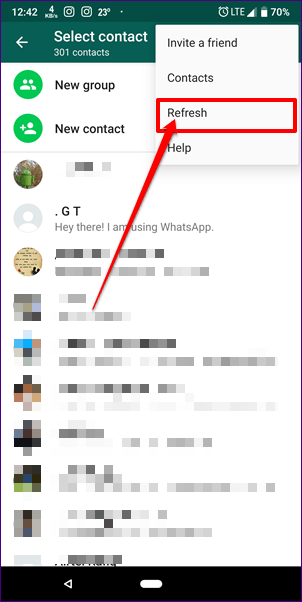 12:42 4 KB/s 23° LTE 70%
Select contact
301 contacts
Invite a friend
Contacts
Refresh
Help
New group
New contact
. G T
Hey there! I am using WhatsApp.